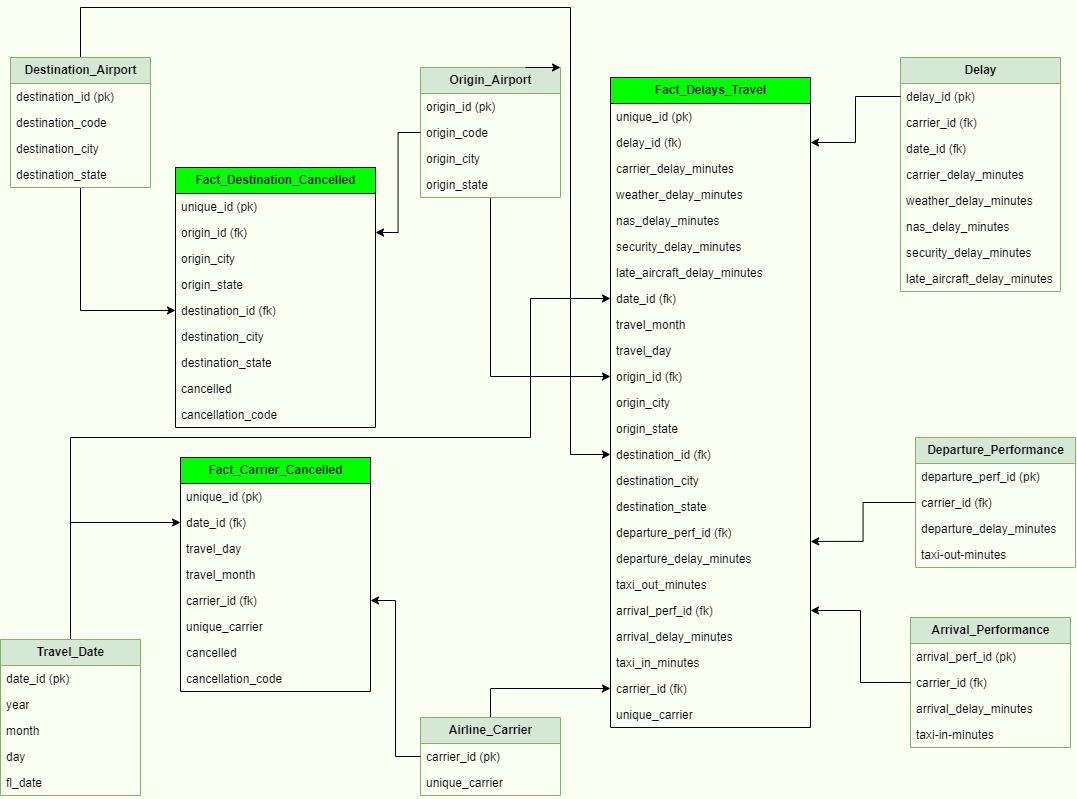 Destination_Airport
destination_id (pk)
destination_code
destination_city
destination_state
Fact_Destination_Cancelled
unique_id (pk)
origin_id (fk)
origin_city
origin_state
destination_id (fk)
destination_city
destination_state
cancelled
cancellation_code
Origin_Airport
origin_id (pk)
origin_code
origin_city
origin_state
Fact_Delays_Travel
unique_id (pk)
delay_id (fk)
carrier_delay_minutes
weather_delay_minutes
nas_delay_minutes
security_delay_minutes
late_aircraft_delay_minutes
date_id (fk)
travel_month
travel_day
origin_id (fk)
origin_city
origin_state
destination_id (fk)
destination_city
destination_state
departure_perf_id (fk)
departure_delay_minutes
taxi_out_minutes
arrival_perf_id (fk)
arrival_delay_minutes
taxi_in_minutes
carrier_id (fk)
unique_carrier
Delay
delay_id (pk)
carrier_id (fk)
date_id (fk)
carrier_delay_minutes
weather_delay_minutes
nas_delay_minutes
security_delay_minutes
late_aircraft_delay_minutes
Departure_Performance
departure_perf_id (pk)
carrier_id (fk)
departure_delay_minutes
taxi-out-minutes
Arrival_Performance
arrival_perf_id (pk)
carrier_id (fk)
arrival_delay_minutes
taxi-in-minutes
Fact_Carrier_Cancelled
unique_id (pk)
date_id (fk)
travel_day
travel_month
carrier_id (fk)
unique_carrier
cancelled
cancellation_code
Travel_Date
date_id (pk)
year
month
day
fl_date
Airline_Carrier
carrier_id (pk)
unique_carrier